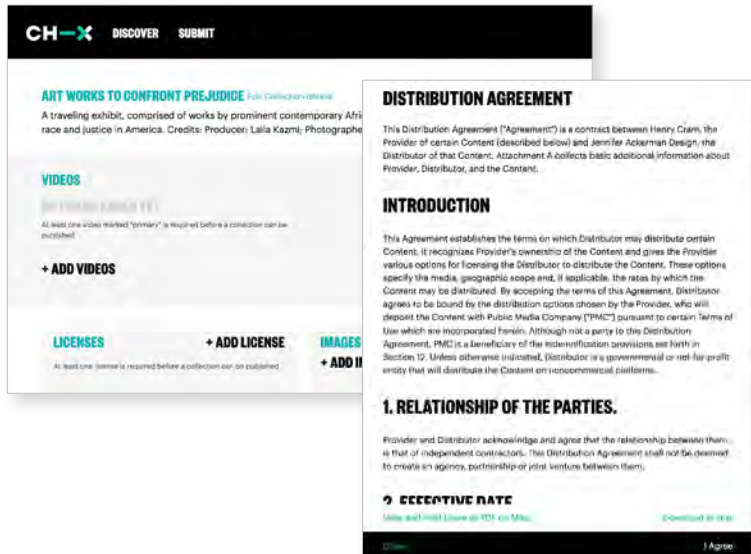 CH—X DISCOVER SUBMIT
ART WORKS TO CONFRONT PREJUDICE Edit Collection Details
A traveling exhibit, comprised of works by prominent contemporary Afri
race and justice in America. Credits: Producer: Laila Kazmi; Photographe
VIDEOS
At least one video marked "primary" is required before a collection can be
published.
+ ADD VIDEOS
LICENSES + ADD LICENSE
At least one license is required before a collection can be published.
IMAGES
+ ADD I
DISTRIBUTION AGREEMENT
This Distribution Agreement ("Agreement") is a contract between Henry Cram, the
Provider of certain Content (described below) and Jennifer Ackerman Design, the
Distributor of that Content. Attachment A collects basic additional information about
Provider, Distributor, and the Content.
INTRODUCTION
This Agreement establishes the terms on which Distributor may distribute certain
Content. It recognizes Provider's ownership of the Content and gives the Provider
various options for licensing the Distributor to distribute the Content. These options
specify the media, geographic scope and, if applicable, the rates by which the
Content may be distributed. By accepting the terms of this Agreement, Distributor
agrees to be bound by the distribution options chosen by the Provider, who will
deposit the Content with Public Media Company ("PMC") pursuant to certain Terms of
Use which are incorporated herein. Although not a party to this Distribution
Agreement, PMC is a beneficiary of the indemnification provisions set forth in
Section 12. Unless otherwise indicated, Distributor is a governmental or not-for-profit
entity that will distribute the Content on noncommercial platforms.
1. RELATIONSHIP OF THE PARTIES.
Provider and Distributor acknowledge and agree that the relationship between them
is that of independent contractors. This Distribution Agreement shall not be deemed
to create an agency, partnership or joint venture between them.
2. EFFECTIVE DATE
I Agree